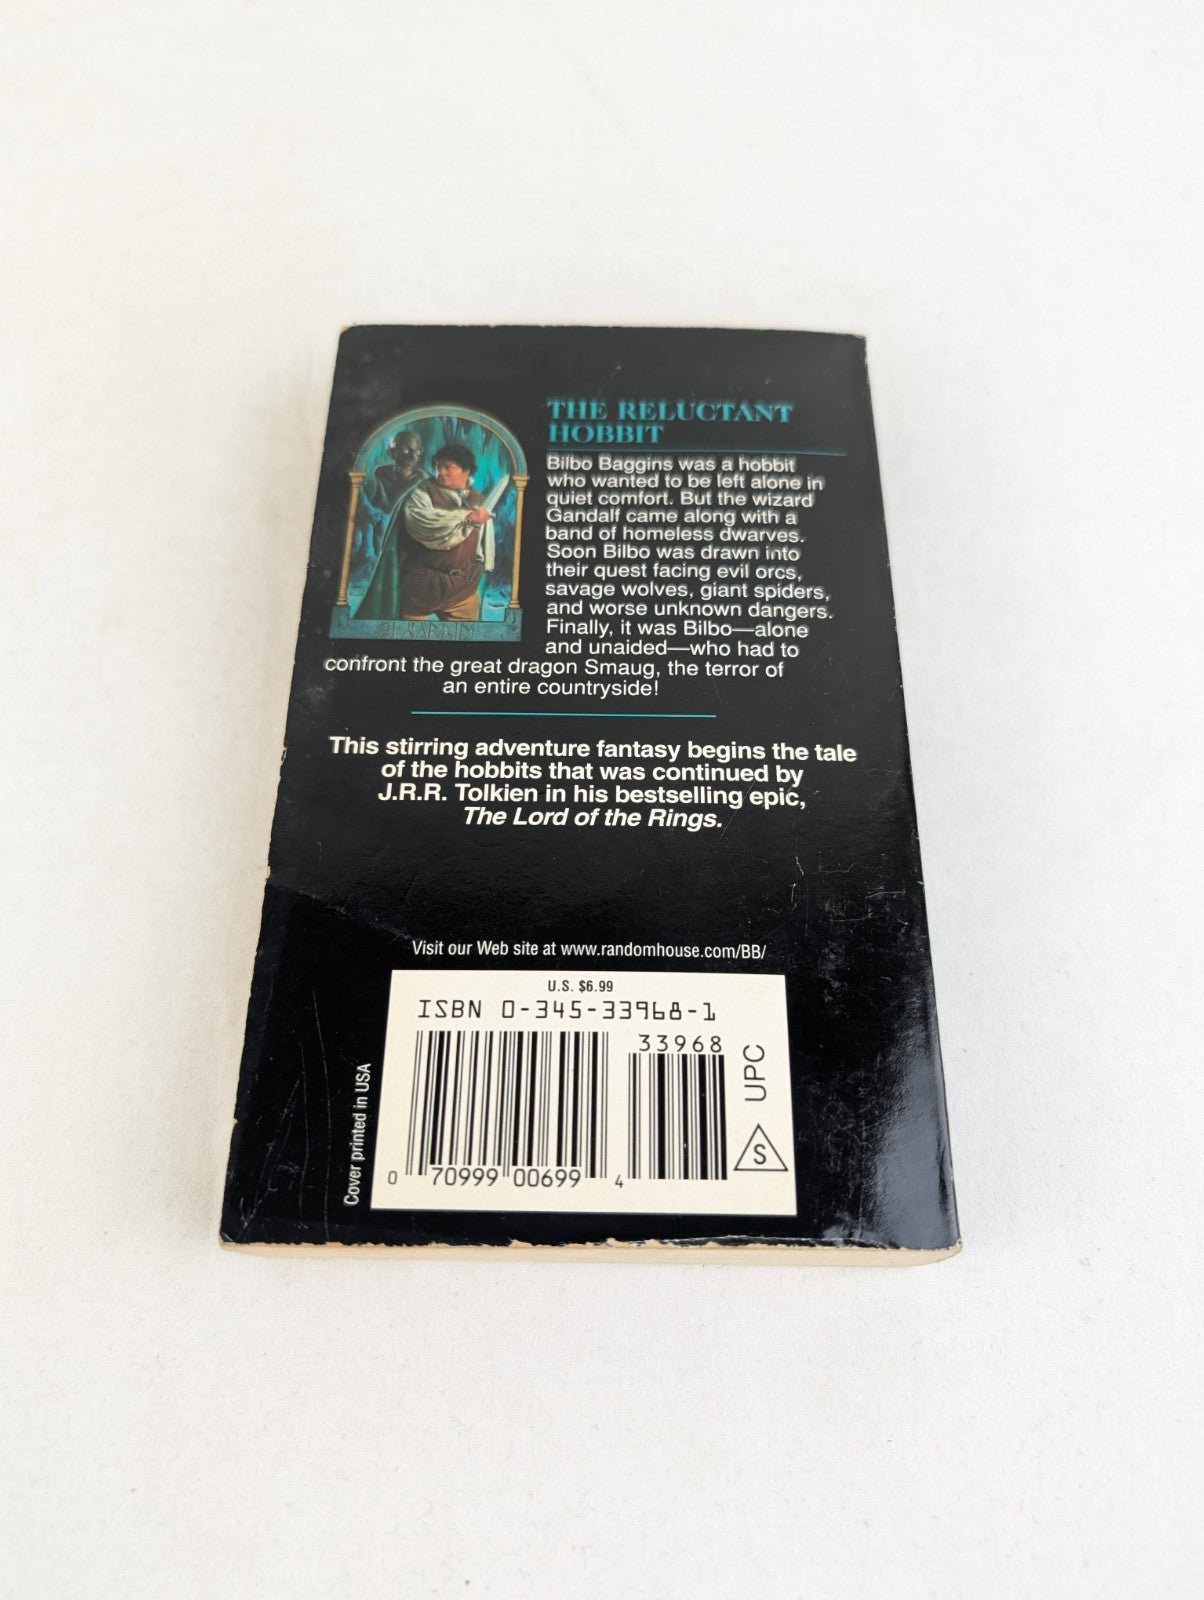 THE RELUCTANT
HOBBIT
Bilbo Baggins was a hobbit
who wanted to be left alone in
quiet comfort. But the wizard
Gandalf came along with a
band of homeless dwarves.
Soon Bilbo was drawn into
their quest facing evil orcs,
savage wolves, giant spiders,
and worse unknown dangers.
Finally, it was Bilbo—alone
and unaided—who had to
confront the great dragon Smaug, the terror of
an entire countryside!
This stirring adventure fantasy begins the tale
of the hobbits that was continued by
J.R.R. Tolkien in his bestselling epic,
The Lord of the Rings.
Visit our Web site at www.randomhouse.com/BB/
U.S. $6.99
ISBN 0-345-33968-1
33968
UPC
S
0 70999 00699 4
Cover printed in USA